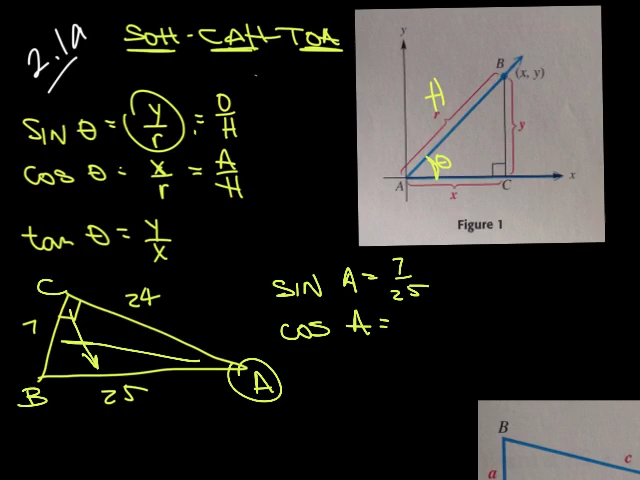 2.1a
SOH-CAH-TOA
sin θ = y/r = O/H
cos θ = x/r = A/H
tan θ = y/x
y
B
(x, y)
H
r
y
θ
A
x
C
x
Figure 1
C
24
7
B
25
A
sin A = 7/25
cos A =
B
c
a